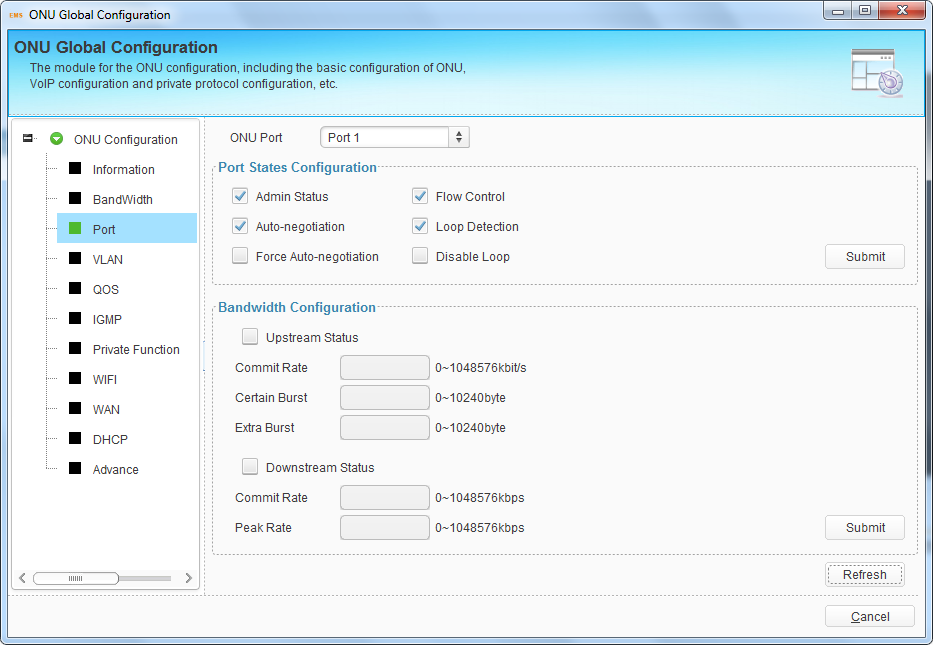 EMS ONU Global Configuration
ONU Global Configuration
The module for the ONU configuration, including the basic configuration of ONU,
VoIP configuration and private protocol configuration, etc.
ONU Configuration
Information
BandWidth
Port
VLAN
QOS
IGMP
Private Function
WIFI
WAN
DHCP
Advance
ONU Port Port 1
Port States Configuration
Admin Status Flow Control
Auto-negotiation Loop Detection
Force Auto-negotiation Disable Loop Submit
Bandwidth Configuration
Upstream Status
Commit Rate 0~1048576kbit/s
Certain Burst 0~10240byte
Extra Burst 0~10240byte
Downstream Status
Commit Rate 0~1048576kbps
Peak Rate 0~1048576kbps Submit
Refresh
Cancel